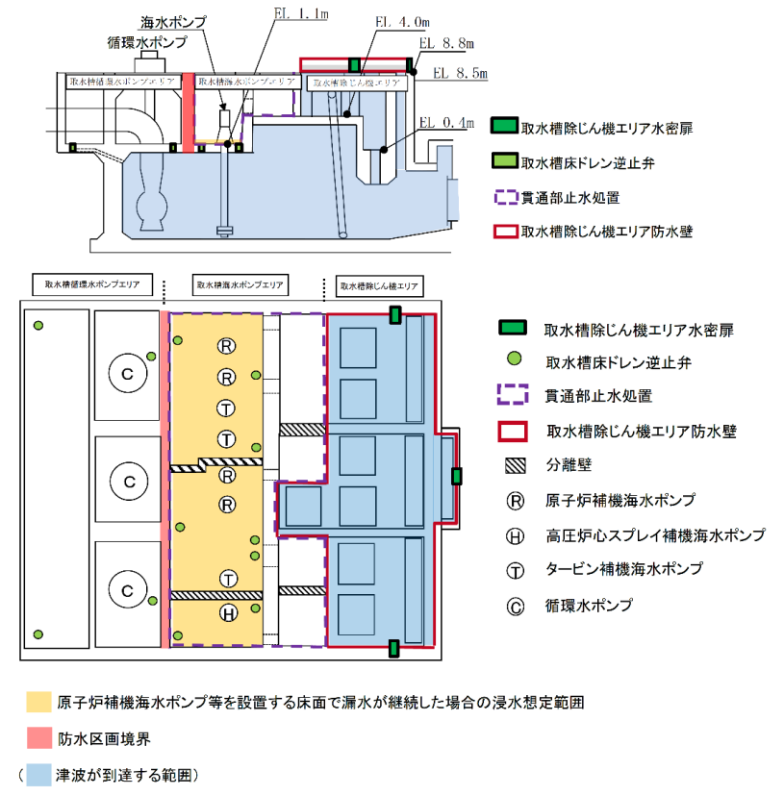 海水ポンプ
循環水ポンプ
EL 1.1m
EL 4.0m
EL 8.8m
EL 8.5m
EL 0.4m
取水槽循環水ポンプエリア
取水槽海水ポンプエリア
取水槽除じん機エリア
取水槽除じん機エリア水密扉
取水槽床ドレン逆止弁
貫通部止水処置
取水槽除じん機エリア防水壁
取水槽循環水ポンプエリア
取水槽海水ポンプエリア
取水槽除じん機エリア
C
C
C
R
R
T
T
R
R
T
H
取水槽除じん機エリア水密扉
取水槽床ドレン逆止弁
貫通部止水処置
取水槽除じん機エリア防水壁
分離壁
R 原子炉補機海水ポンプ
H 高圧炉心スプレイ補機海水ポンプ
T タービン補機海水ポンプ
C 循環水ポンプ
原子炉補機海水ポンプ等を設置する床面で漏水が継続した場合の浸水想定範囲
防水区画境界
( 津波が到達する範囲)